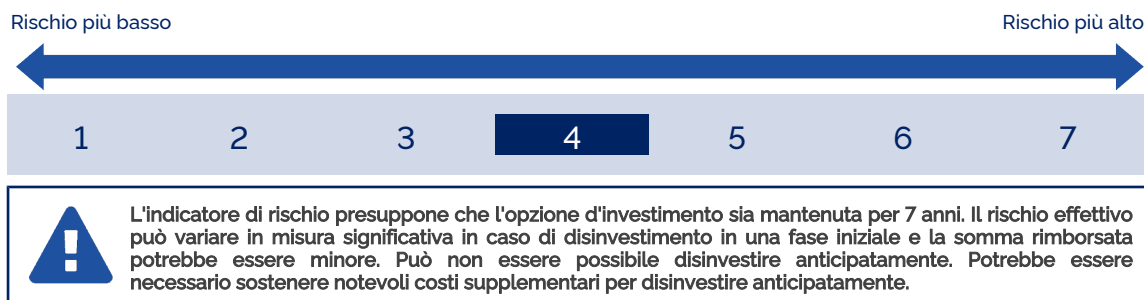 Rischio più basso Rischio più alto
1 2 3 4 5 6 7
L'indicatore di rischio presuppone che l'opzione d'investimento sia mantenuta per 7 anni. Il rischio effettivo
può variare in misura significativa in caso di disinvestimento in una fase iniziale e la somma rimborsata
potrebbe essere minore. Può non essere possibile disinvestire anticipatamente. Potrebbe essere
necessario sostenere notevoli costi supplementari per disinvestire anticipatamente.